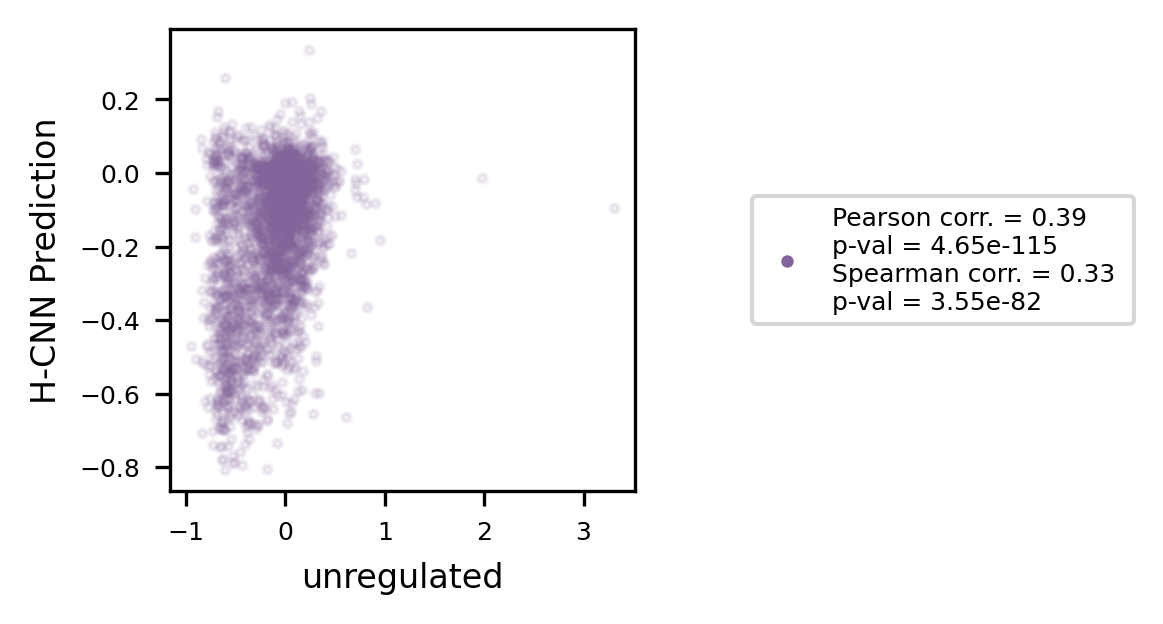 H-CNN Prediction
0.2
0.0
−0.2
−0.4
−0.6
−0.8
−1
0
1
2
3
unregulated
Pearson corr. = 0.39
p-val = 4.65e-115
Spearman corr. = 0.33
p-val = 3.55e-82